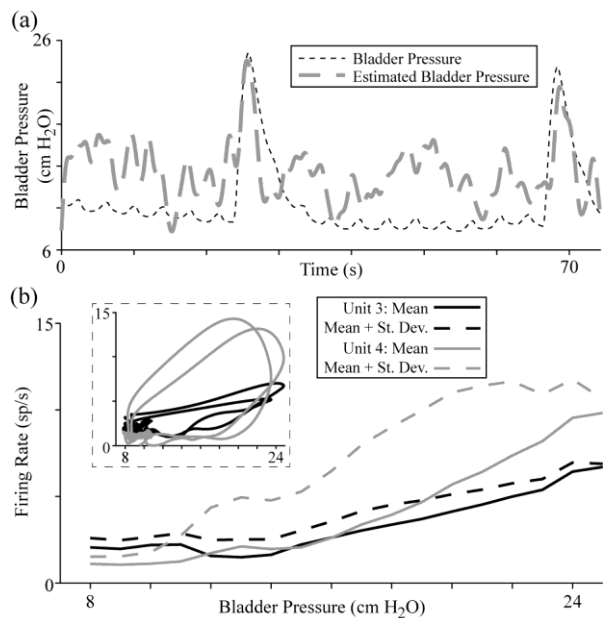 (a)
26
Bladder Pressure
Estimated Bladder Pressure
Bladder Pressure
(cm H2O)
6
0
Time (s)
70
(b)
15
15
0
8
24
Unit 3: Mean
Mean + St. Dev.
Unit 4: Mean
Mean + St. Dev.
Firing Rate (sp/s)
0
8
Bladder Pressure (cm H2O)
24